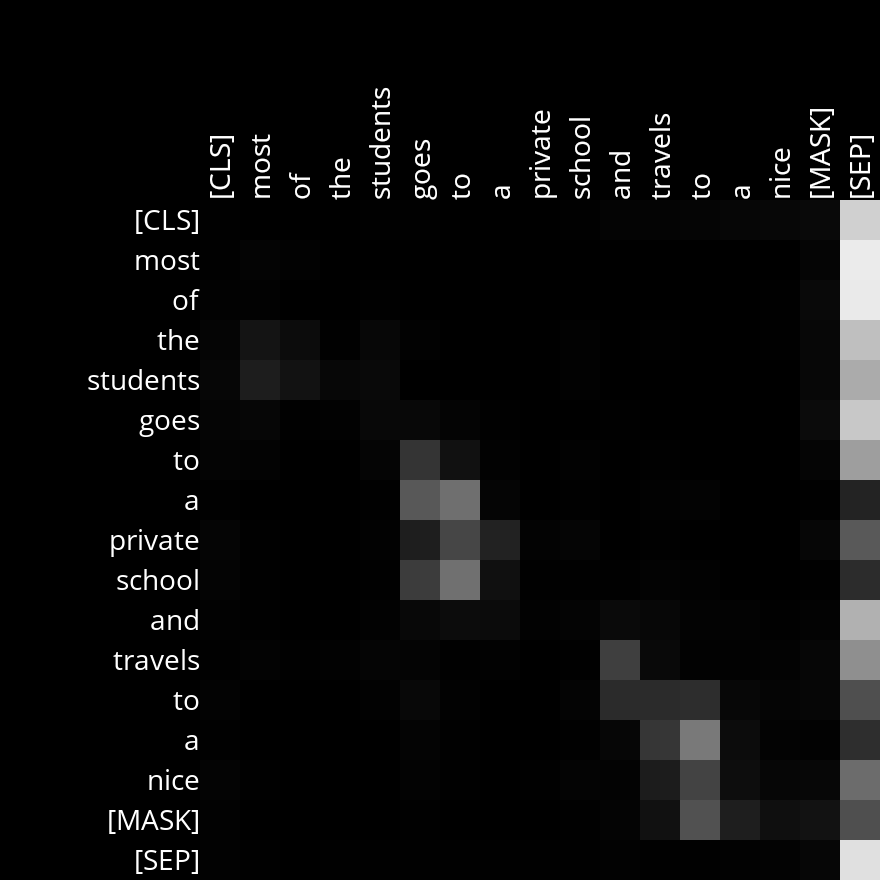 [CLS] most of the students goes to a private school and travels to a nice [MASK] [SEP]
[CLS]
most
of
the
students
goes
to
a
private
school
and
travels
to
a
nice
[MASK]
[SEP]